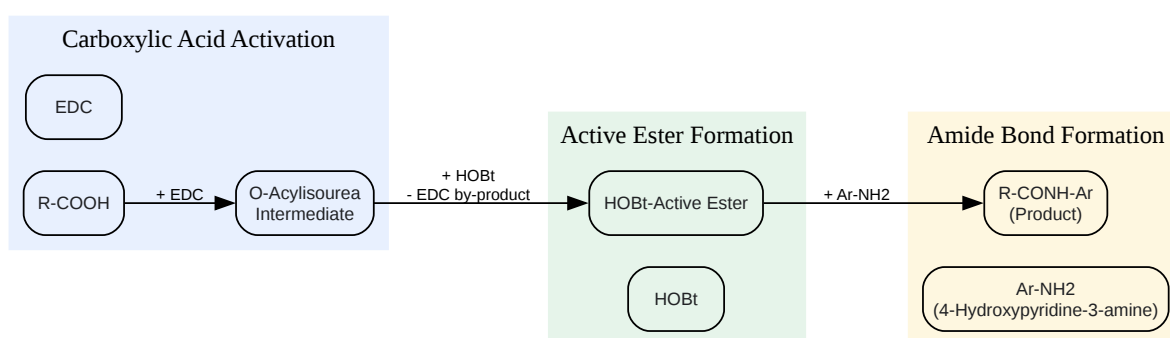 Carboxylic Acid Activation
EDC
R-COOH
+ EDC
O-Acylisourea
Intermediate
+ HOBt
- EDC by-product
Active Ester Formation
HOBt-Active Ester
HOBt
+ Ar-NH2
Amide Bond Formation
R-CONH-Ar
(Product)
Ar-NH2
(4-Hydroxypyridine-3-amine)